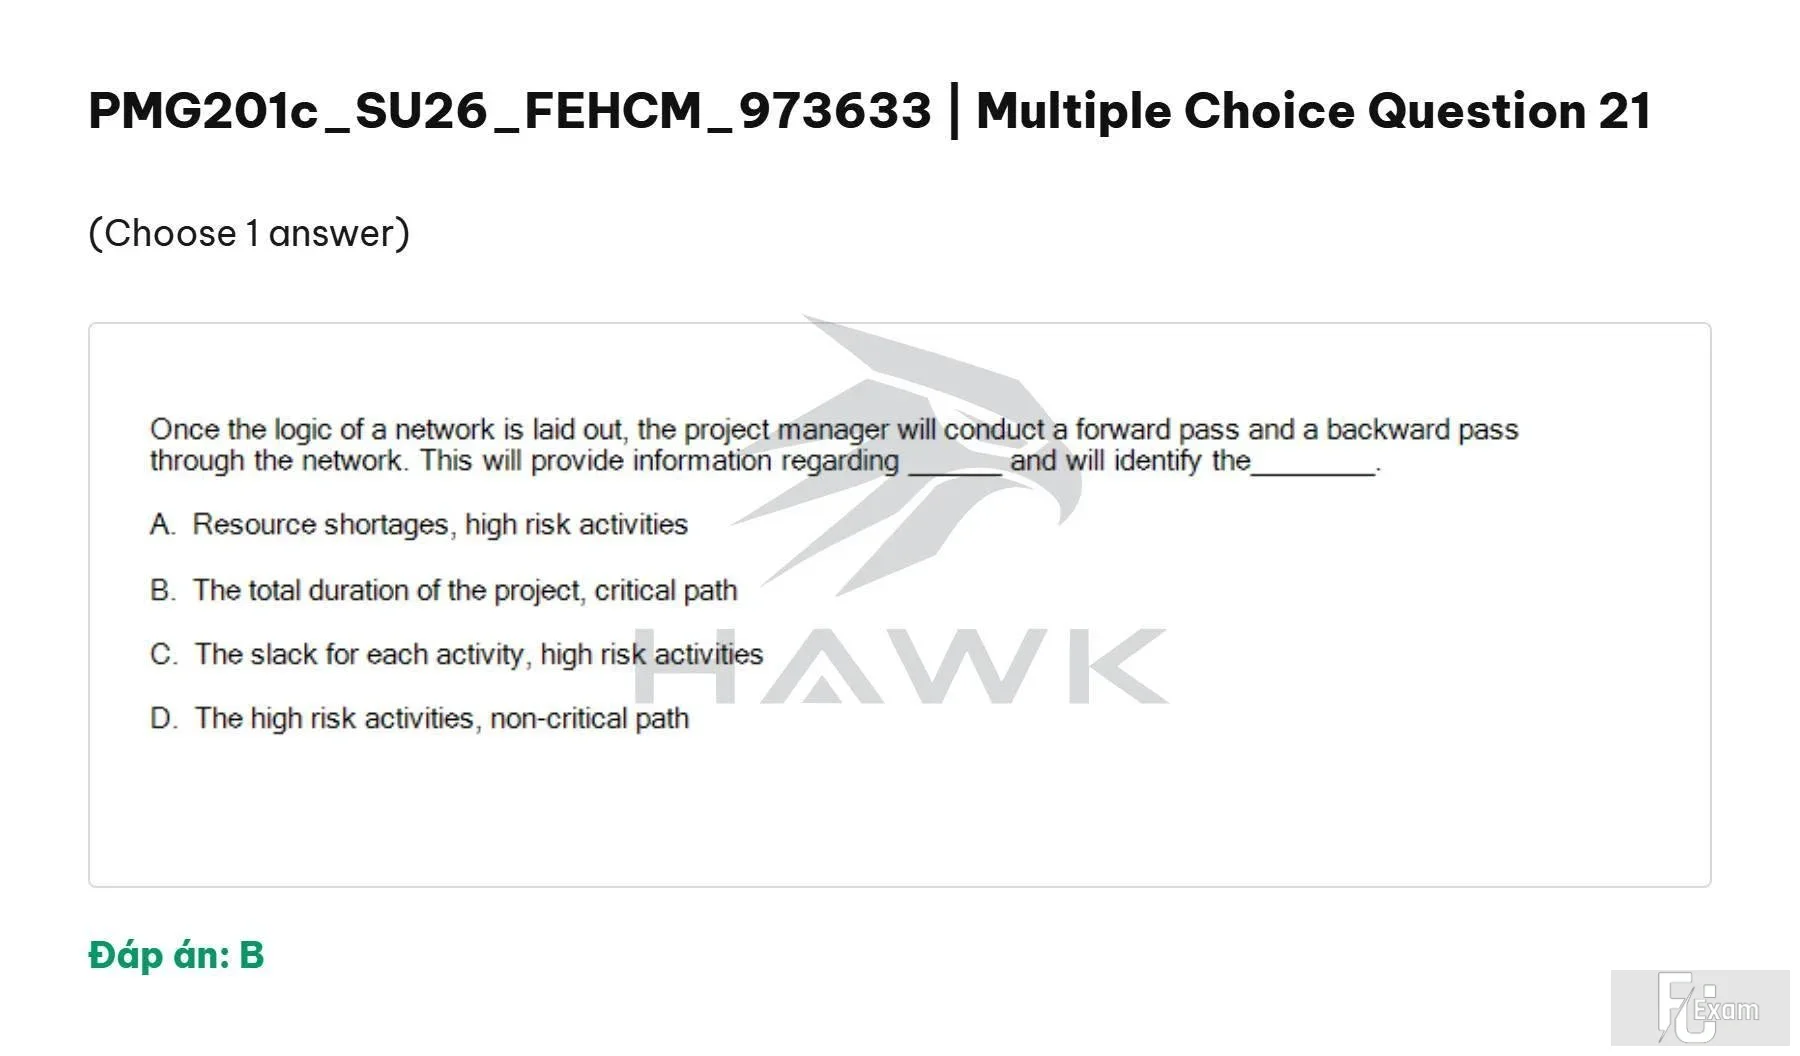 PMG201c_SU26_FEHCM_973633 | Multiple Choice Question 21
(Choose 1 answer)
Once the logic of a network is laid out, the project manager will conduct a forward pass and a backward pass
through the network. This will provide information regarding ______ and will identify the________.
A. Resource shortages, high risk activities
B. The total duration of the project, critical path
C. The slack for each activity, high risk activities
D. The high risk activities, non-critical path
HAWK
Đáp án: B
FU Exam